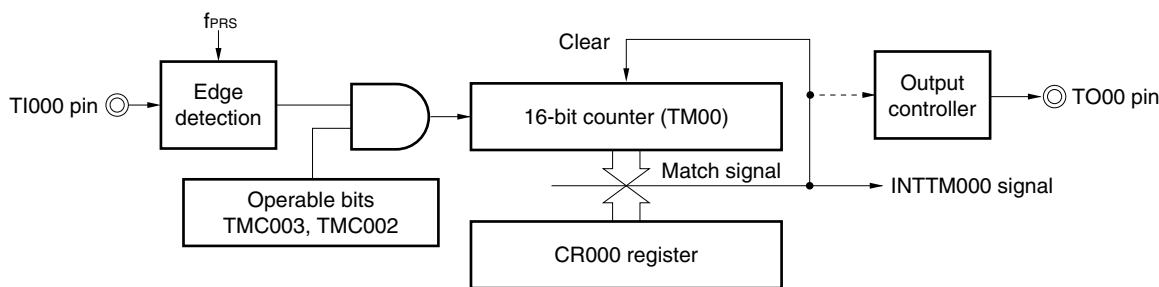 fPRS
Clear
TI000 pin
Edge
detection
16-bit counter (TM00)
Output
controller
TO00 pin
Operable bits
TMC003, TMC002
Match signal
INTTM000 signal
CR000 register